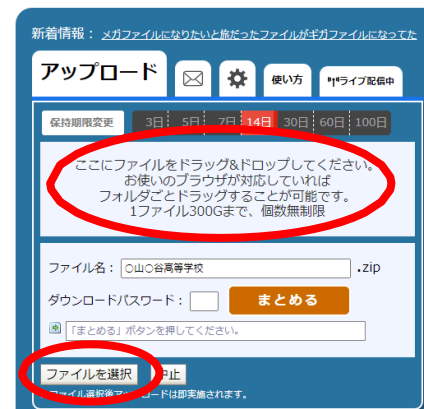 新着情報： メガファイルになりたいと旅だったファイルがギガファイルになってた
アップロード 使い方 ライブ配信中
保持期限変更 3日 5日 7日 14日 30日 60日 100日
ここにファイルをドラッグ&ドロップしてください。
お使いのブラウザが対応していれば
フォルダごとドラッグすることが可能です。
1ファイル300Gまで、個数無制限
ファイル名： 〇山〇谷高等学校 .zip
ダウンロードパスワード： まとめる
「まとめる」ボタンを押してください。
ファイルを選択 中止
ファイル選択後アップロードは即実施されます。